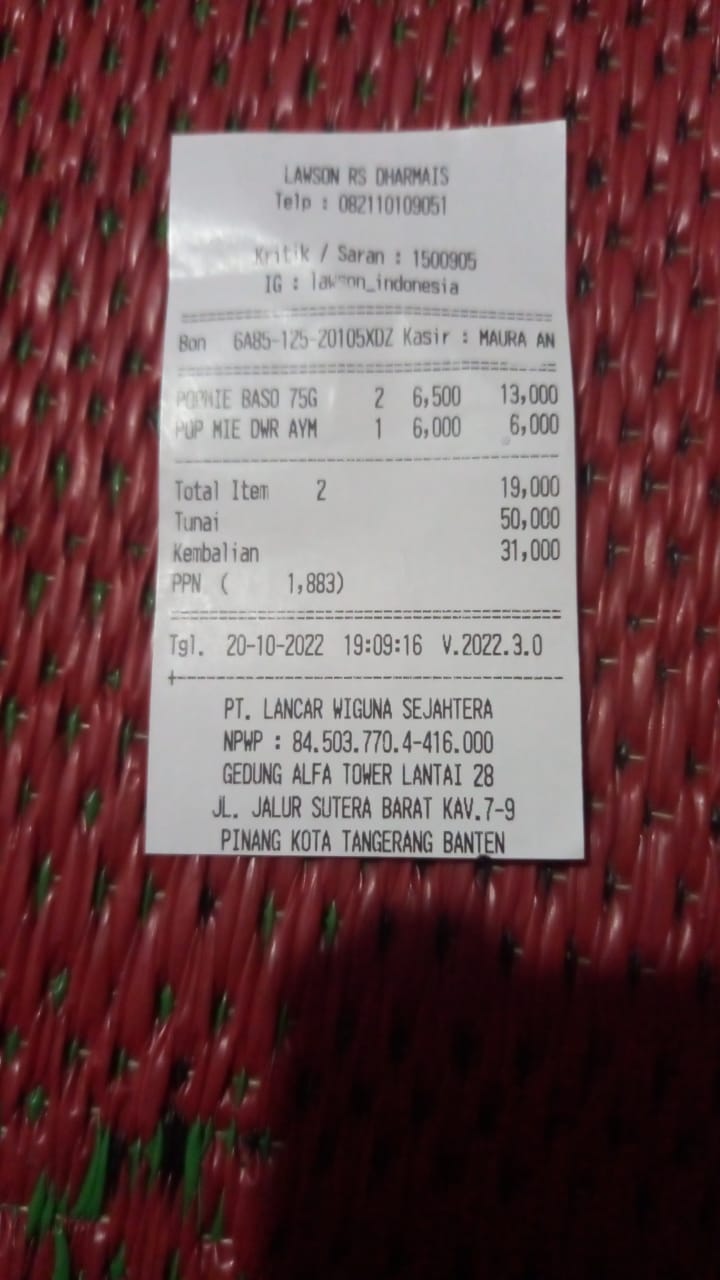 LAWSON RS DHARMAIS
Telp : 082110109051
Kritik / Saran : 1500905
IG : lawson_indonesia
Bon 6A85-125-20105XDZ Kasir : MAURA AN
POPMIE BASO 75G 2 6,500 13,000
POP MIE DWR AYM 1 6,000 6,000
Total Item 2 19,000
Tunai 50,000
Kembalian 31,000
PPN ( 1,883)
Tgl. 20-10-2022 19:09:16 V.2022.3.0
PT. LANCAR WIGUNA SEJAHTERA
NPWP : 84.503.770.4-416.000
GEDUNG ALFA TOWER LANTAI 28
JL. JALUR SUTERA BARAT KAV.7-9
PINANG KOTA TANGERANG BANTEN